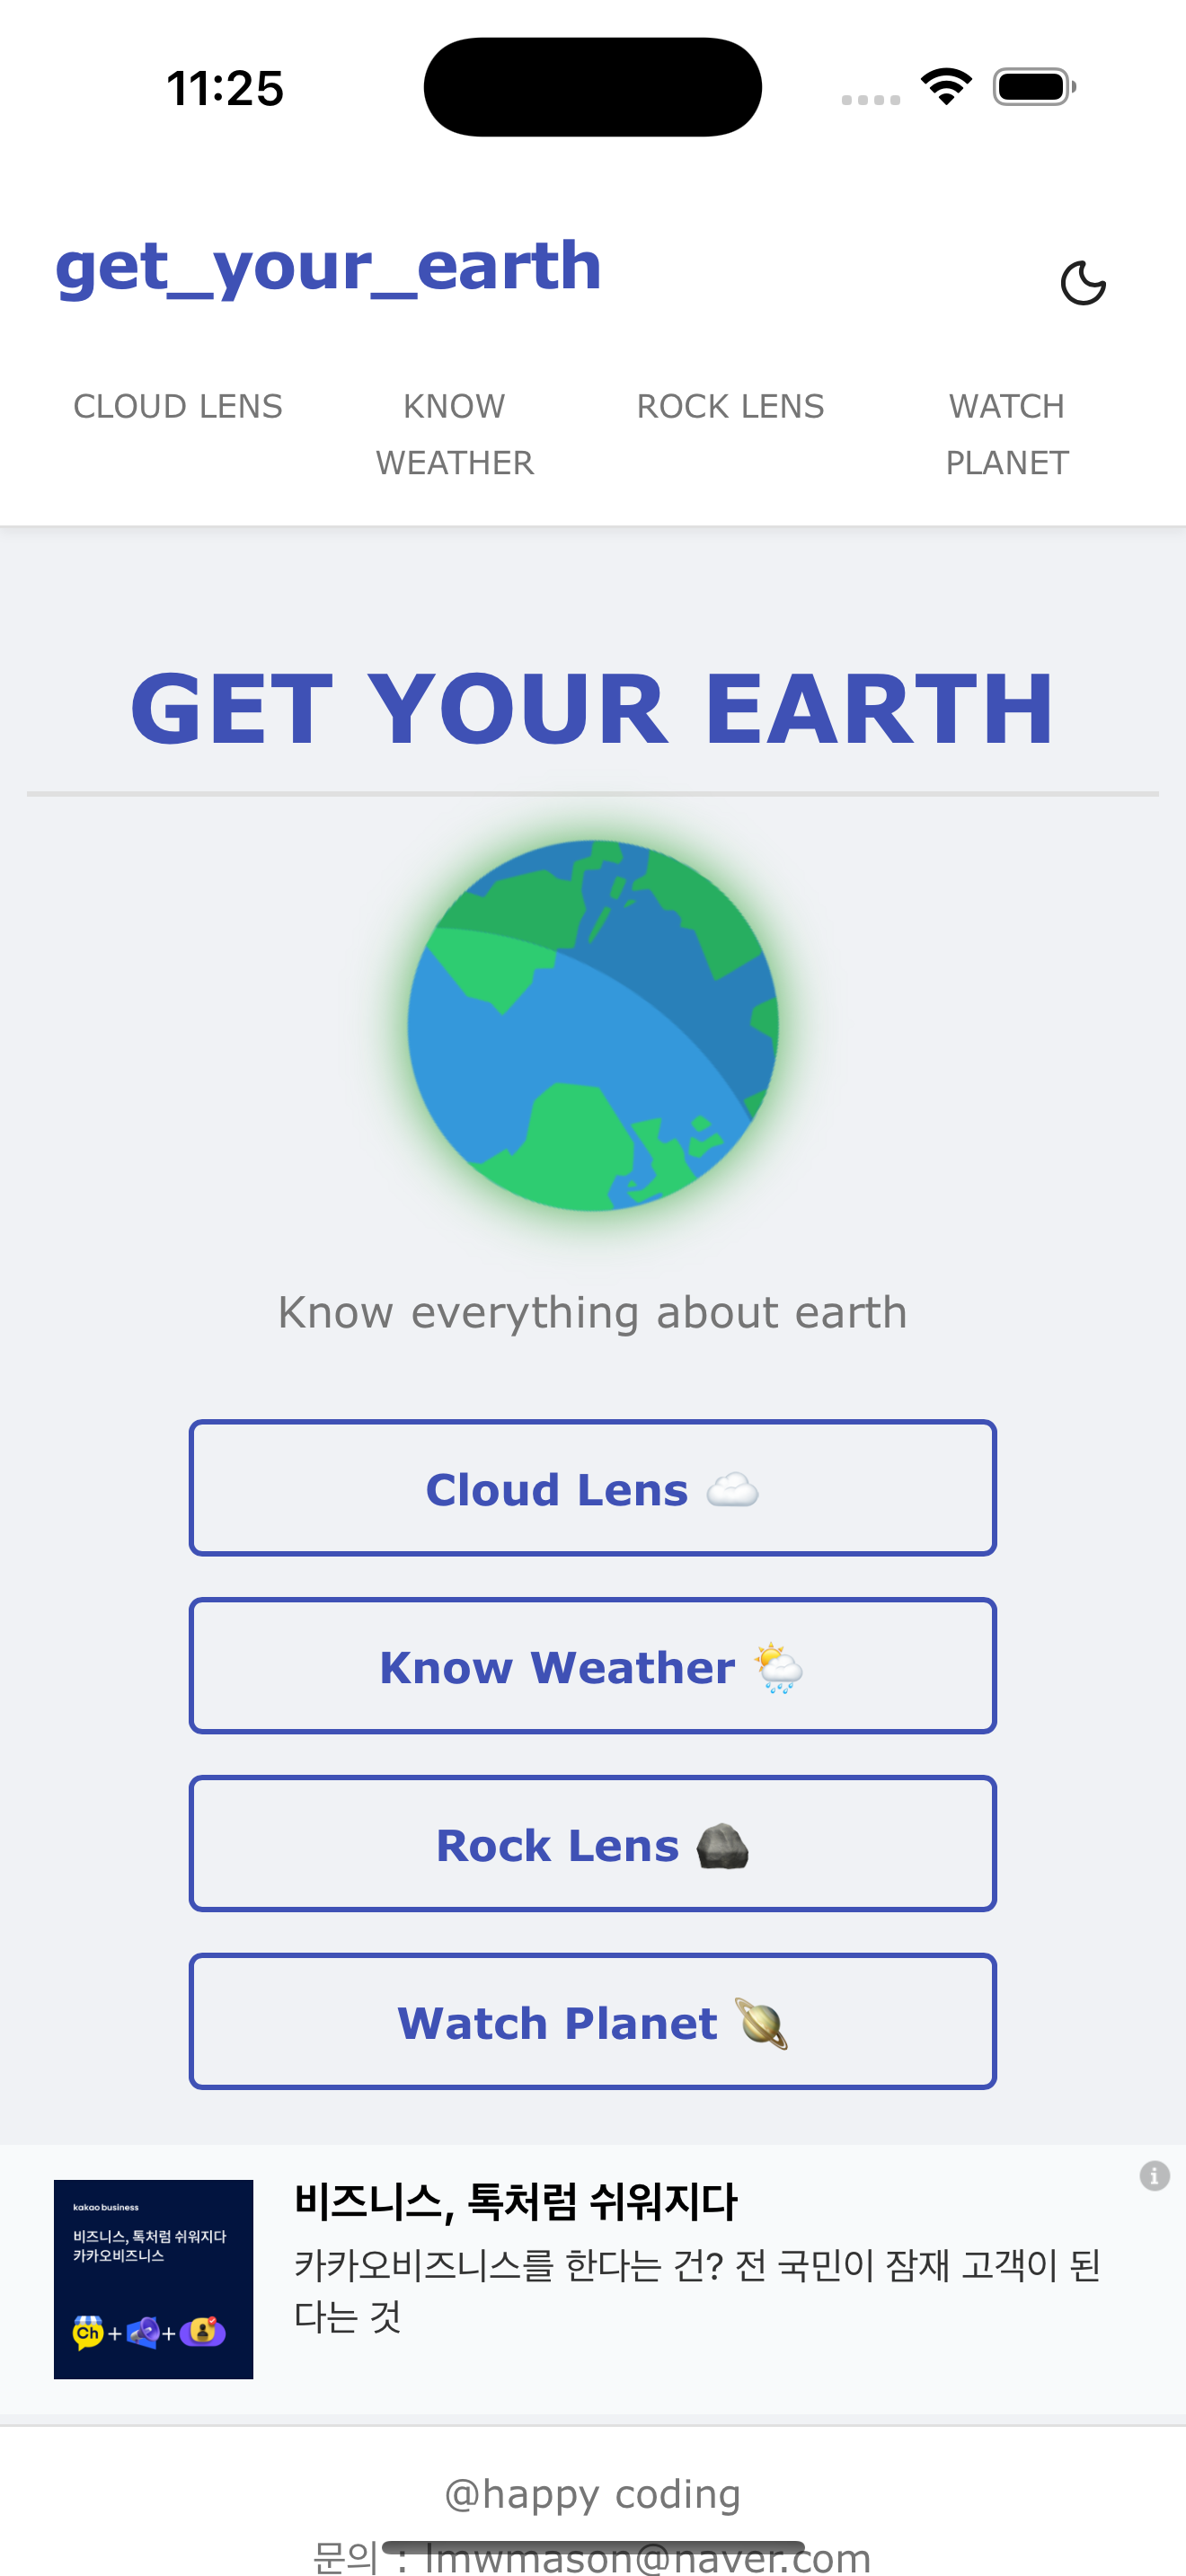 11:25
get_your_earth
CLOUD LENS
KNOW
WEATHER
ROCK LENS
WATCH
PLANET
GET YOUR EARTH
Know everything about earth
Cloud Lens
Know Weather
Rock Lens
Watch Planet
kakao business
비즈니스, 톡처럼 쉬워지다
카카오비즈니스
Ch
비즈니스, 톡처럼 쉬워지다
카카오비즈니스를 한다는 건? 전 국민이 잠재 고객이 된
다는 것
@happy coding
문의 : lmwmason@naver.com